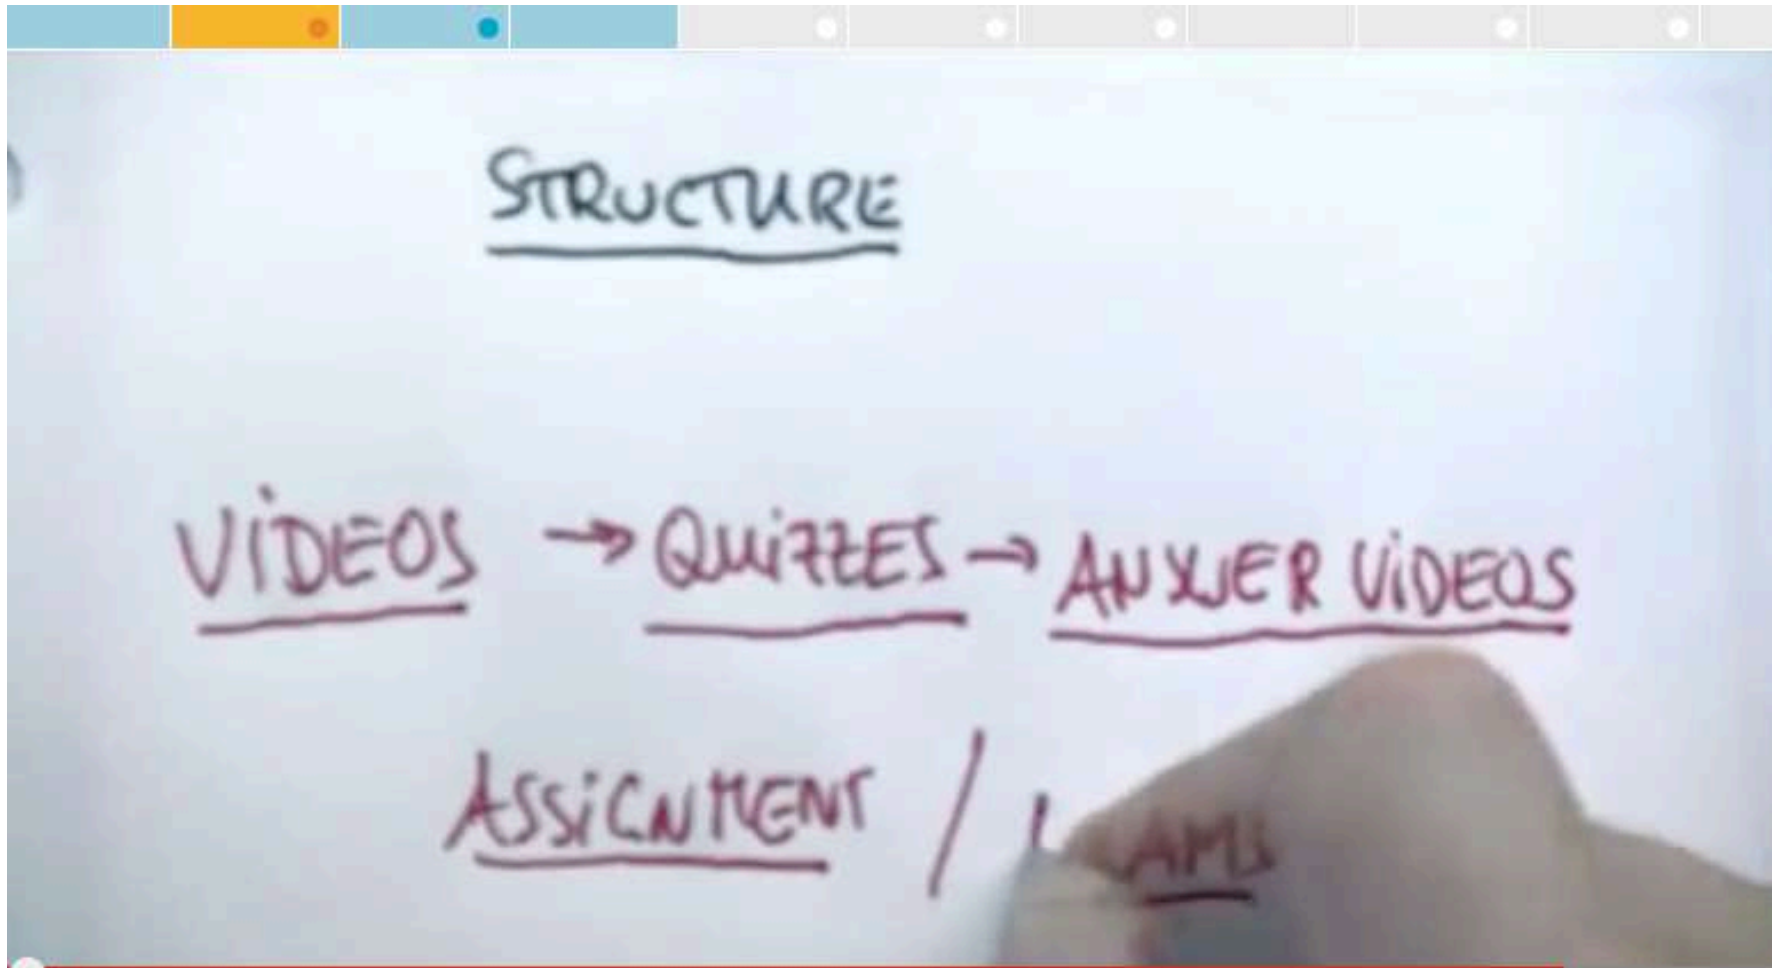 STRUCTURE
ViDEOS → QUiZZES → ANSWER ViDEOS
ASSiGNMENT /